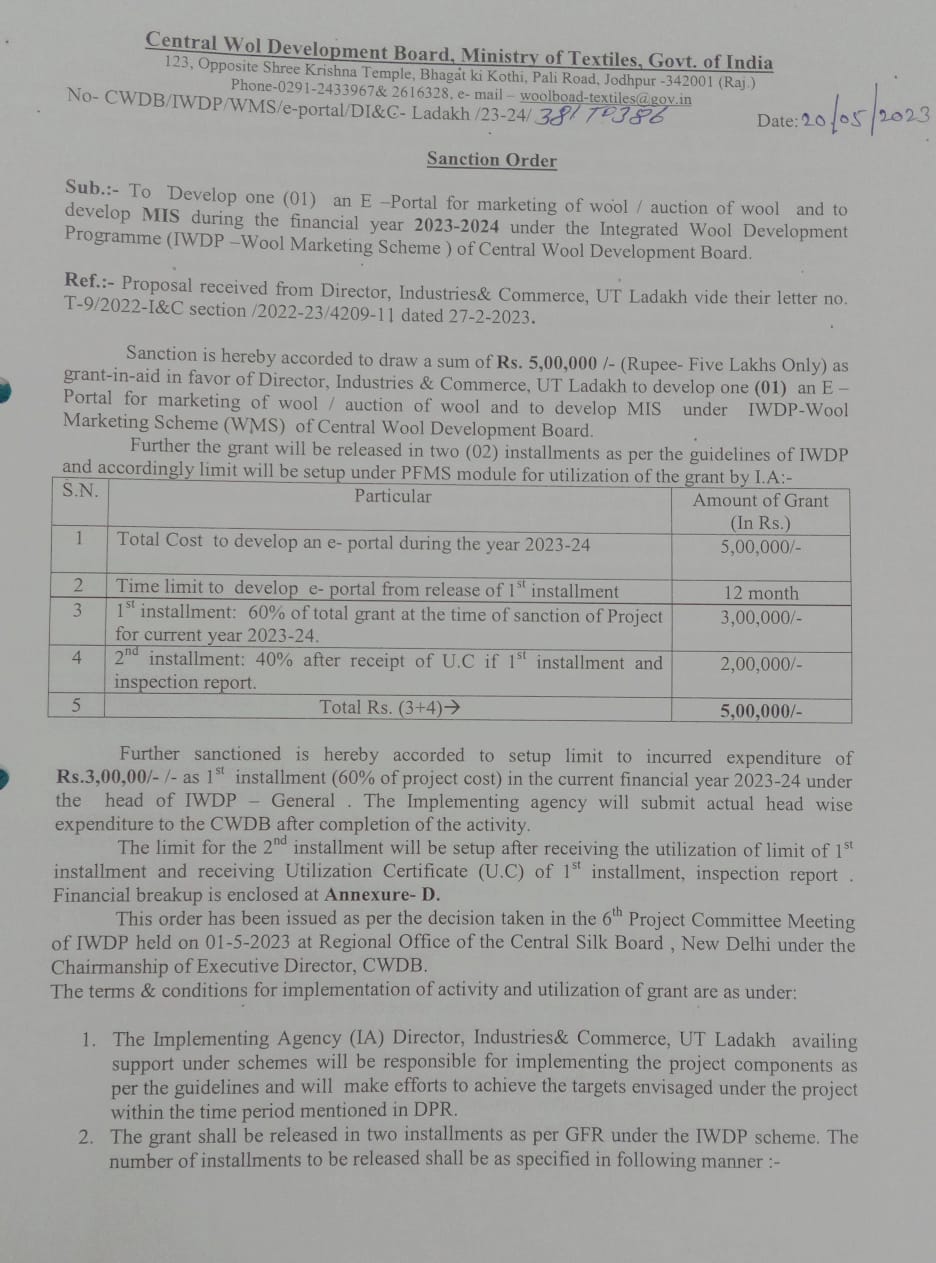 Central Wol Development Board, Ministry of Textiles, Govt. of India
123, Opposite Shree Krishna Temple, Bhagat ki Kothi, Pali Road, Jodhpur -342001 (Raj.)
Phone-0291-2433967& 2616328, e- mail – woolboad-textiles@gov.in
No- CWDB/IWDP/WMS/e-portal/DI&C- Ladakh /23-24/ 381 TO 386
Date: 20/05/2023
Sanction Order
Sub.:- To Develop one (01) an E –Portal for marketing of wool / auction of wool and to
develop MIS during the financial year 2023-2024 under the Integrated Wool Development
Programme (IWDP –Wool Marketing Scheme ) of Central Wool Development Board.
Ref.:- Proposal received from Director, Industries& Commerce, UT Ladakh vide their letter no.
T-9/2022-I&C section /2022-23/4209-11 dated 27-2-2023.
Sanction is hereby accorded to draw a sum of Rs. 5,00,000 /- (Rupee- Five Lakhs Only) as
grant-in-aid in favor of Director, Industries & Commerce, UT Ladakh to develop one (01) an E –
Portal for marketing of wool / auction of wool and to develop MIS under IWDP-Wool
Marketing Scheme (WMS) of Central Wool Development Board.
Further the grant will be released in two (02) installments as per the guidelines of IWDP
and accordingly limit will be setup under PFMS module for utilization of the grant by I.A:-
S.N. Particular Amount of Grant
(In Rs.)
1 Total Cost to develop an e- portal during the year 2023-24 5,00,000/-
2 Time limit to develop e- portal from release of 1st installment 12 month
3 1st installment: 60% of total grant at the time of sanction of Project 3,00,000/-
for current year 2023-24.
4 2nd installment: 40% after receipt of U.C if 1st installment and 2,00,000/-
inspection report.
5 Total Rs. (3+4)→ 5,00,000/-
Further sanctioned is hereby accorded to setup limit to incurred expenditure of
Rs.3,00,00/- /- as 1st installment (60% of project cost) in the current financial year 2023-24 under
the head of IWDP – General . The Implementing agency will submit actual head wise
expenditure to the CWDB after completion of the activity.
The limit for the 2nd installment will be setup after receiving the utilization of limit of 1st
installment and receiving Utilization Certificate (U.C) of 1st installment, inspection report .
Financial breakup is enclosed at Annexure- D.
This order has been issued as per the decision taken in the 6th Project Committee Meeting
of IWDP held on 01-5-2023 at Regional Office of the Central Silk Board , New Delhi under the
Chairmanship of Executive Director, CWDB.
The terms & conditions for implementation of activity and utilization of grant are as under:
1. The Implementing Agency (IA) Director, Industries& Commerce, UT Ladakh availing
support under schemes will be responsible for implementing the project components as
per the guidelines and will make efforts to achieve the targets envisaged under the project
within the time period mentioned in DPR.
2. The grant shall be released in two installments as per GFR under the IWDP scheme. The
number of installments to be released shall be as specified in following manner :-